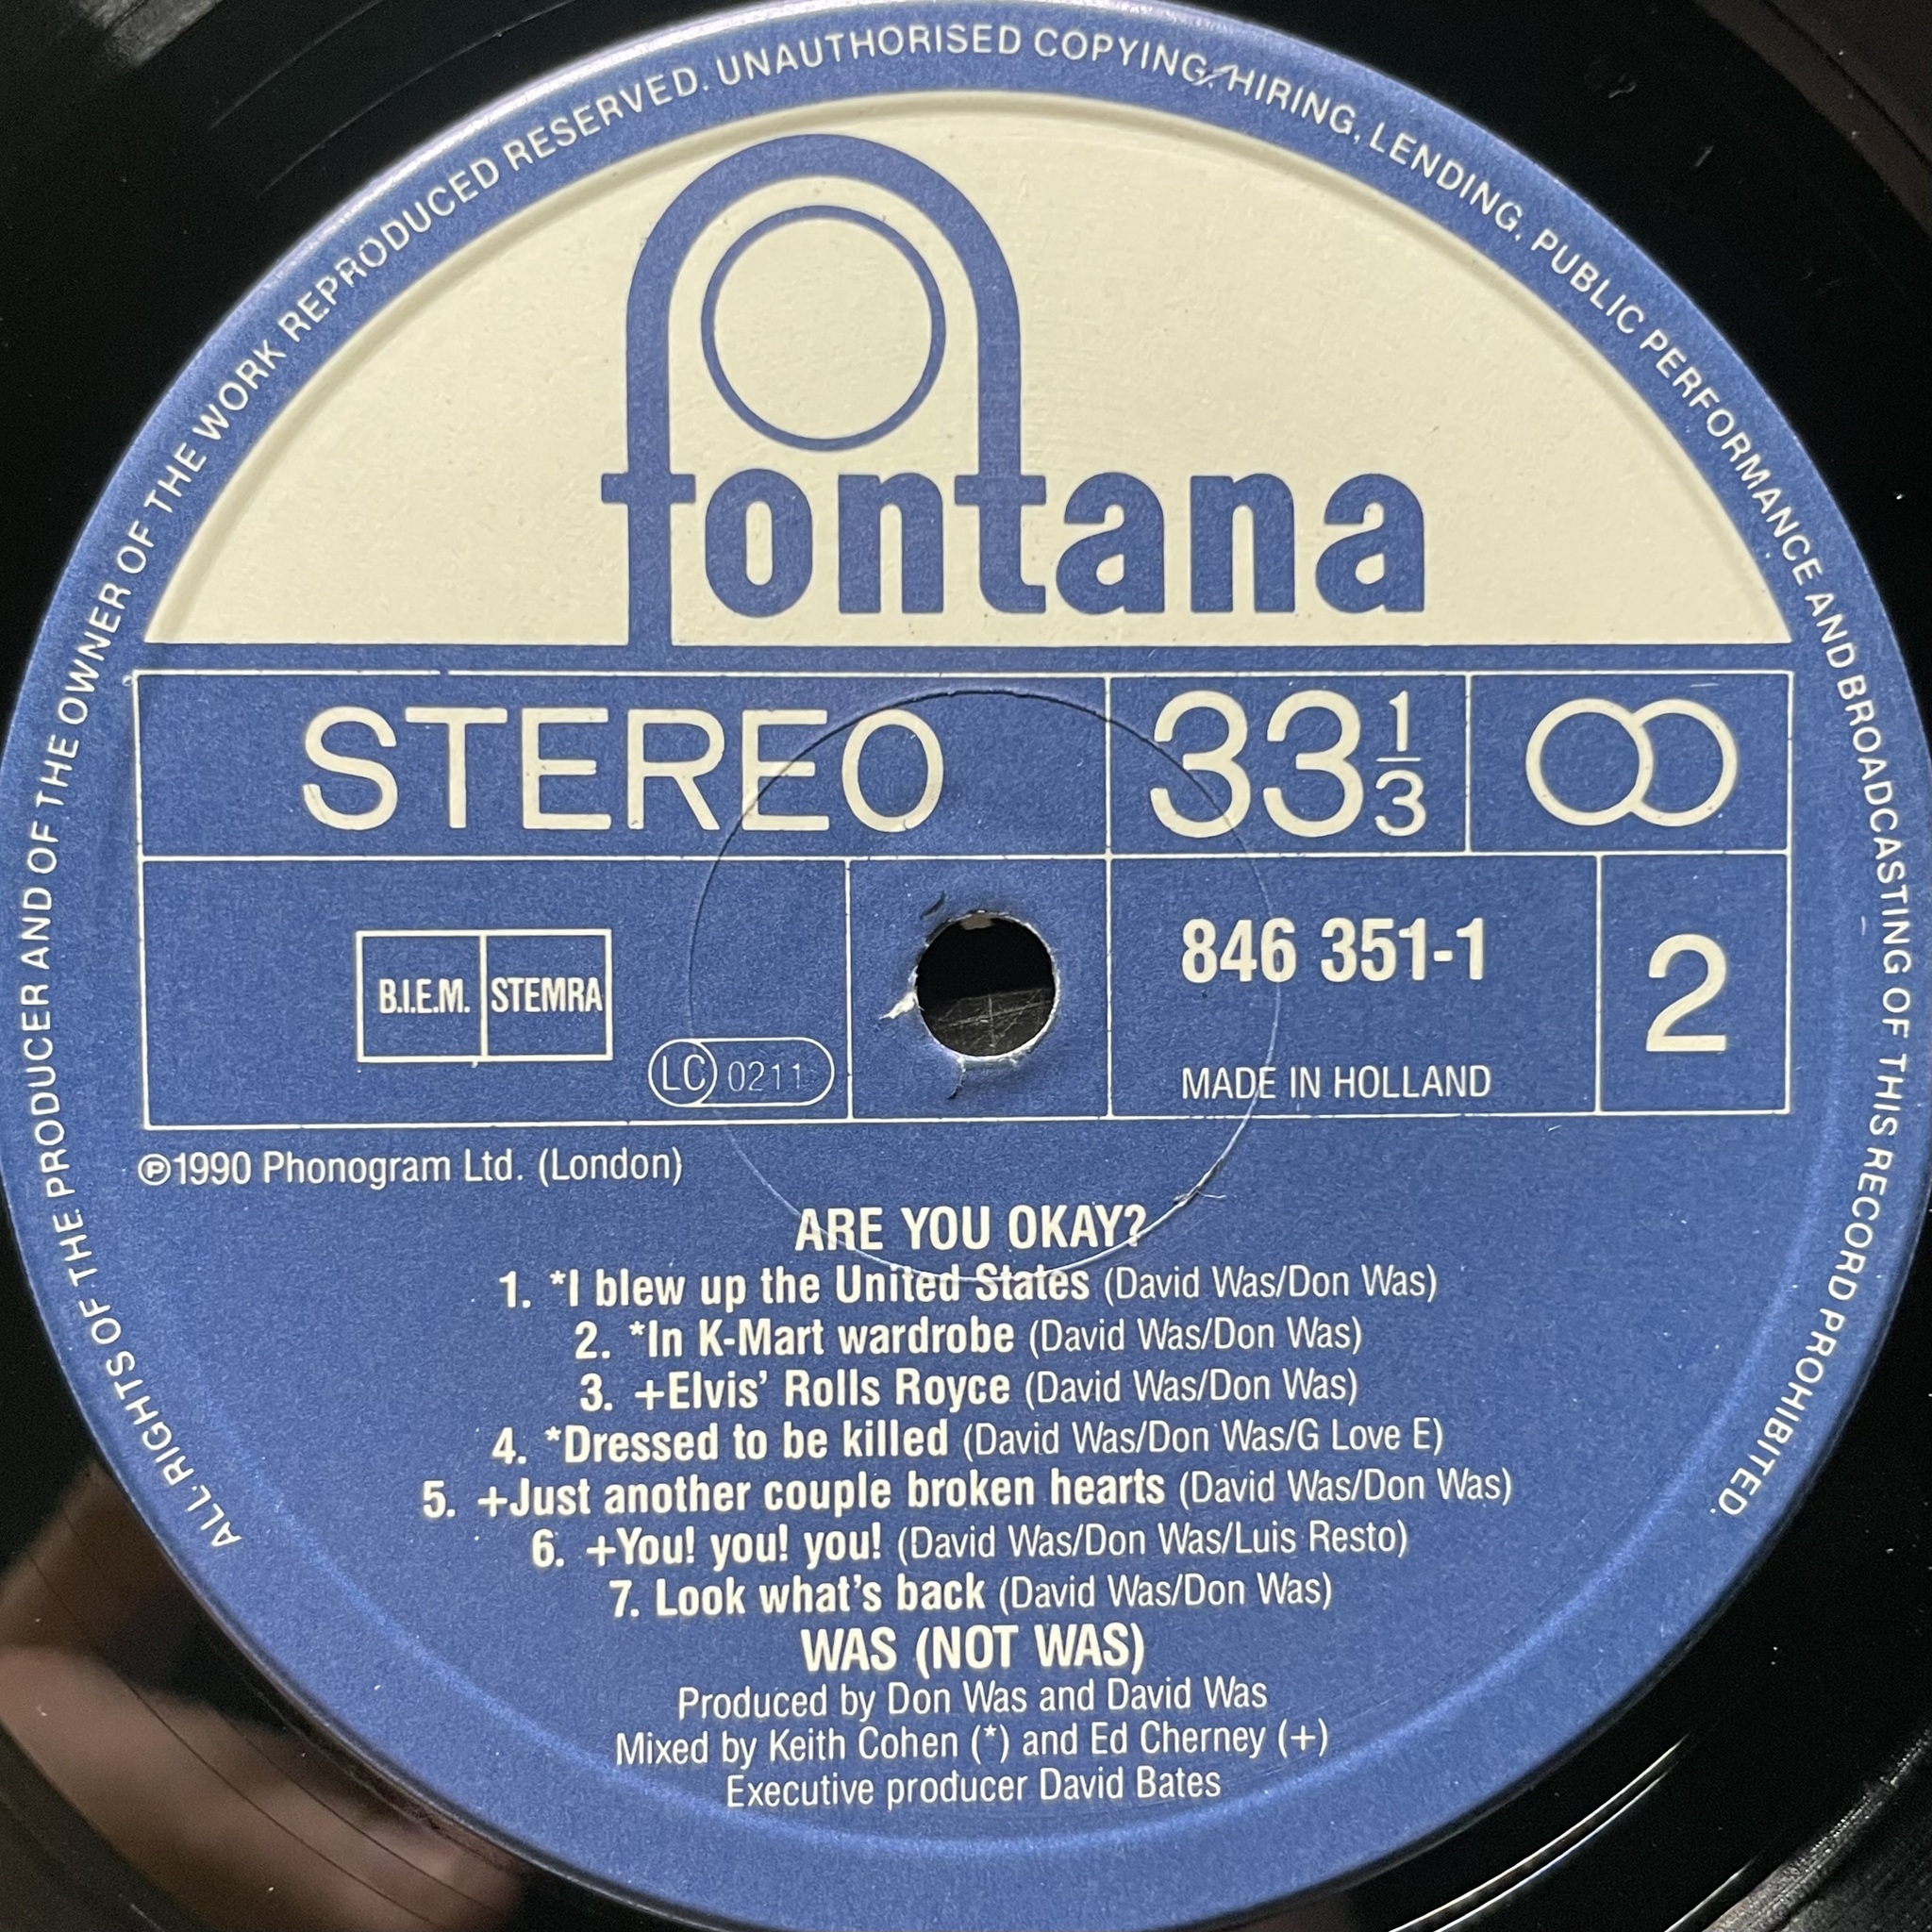 ALL RIGHTS OF THE PRODUCER AND OF THE OWNER OF THE WORK REPRODUCED RESERVED. UNAUTHORISED COPYING, HIRING, LENDING, PUBLIC PERFORMANCE AND BROADCASTING OF THIS RECORD PROHIBITED.
fontana
STEREO
33 1/3
B.I.E.M. STEMRA
LC 0211
846 351-1
MADE IN HOLLAND
2
℗1990 Phonogram Ltd. (London)
ARE YOU OKAY?
1. *I blew up the United States (David Was/Don Was)
2. *In K-Mart wardrobe (David Was/Don Was)
3. +Elvis' Rolls Royce (David Was/Don Was)
4. *Dressed to be killed (David Was/Don Was/G Love E)
5. +Just another couple broken hearts (David Was/Don Was)
6. +You! you! you! (David Was/Don Was/Luis Resto)
7. Look what's back (David Was/Don Was)
WAS (NOT WAS)
Produced by Don Was and David Was
Mixed by Keith Cohen (*) and Ed Cherney (+)
Executive producer David Bates